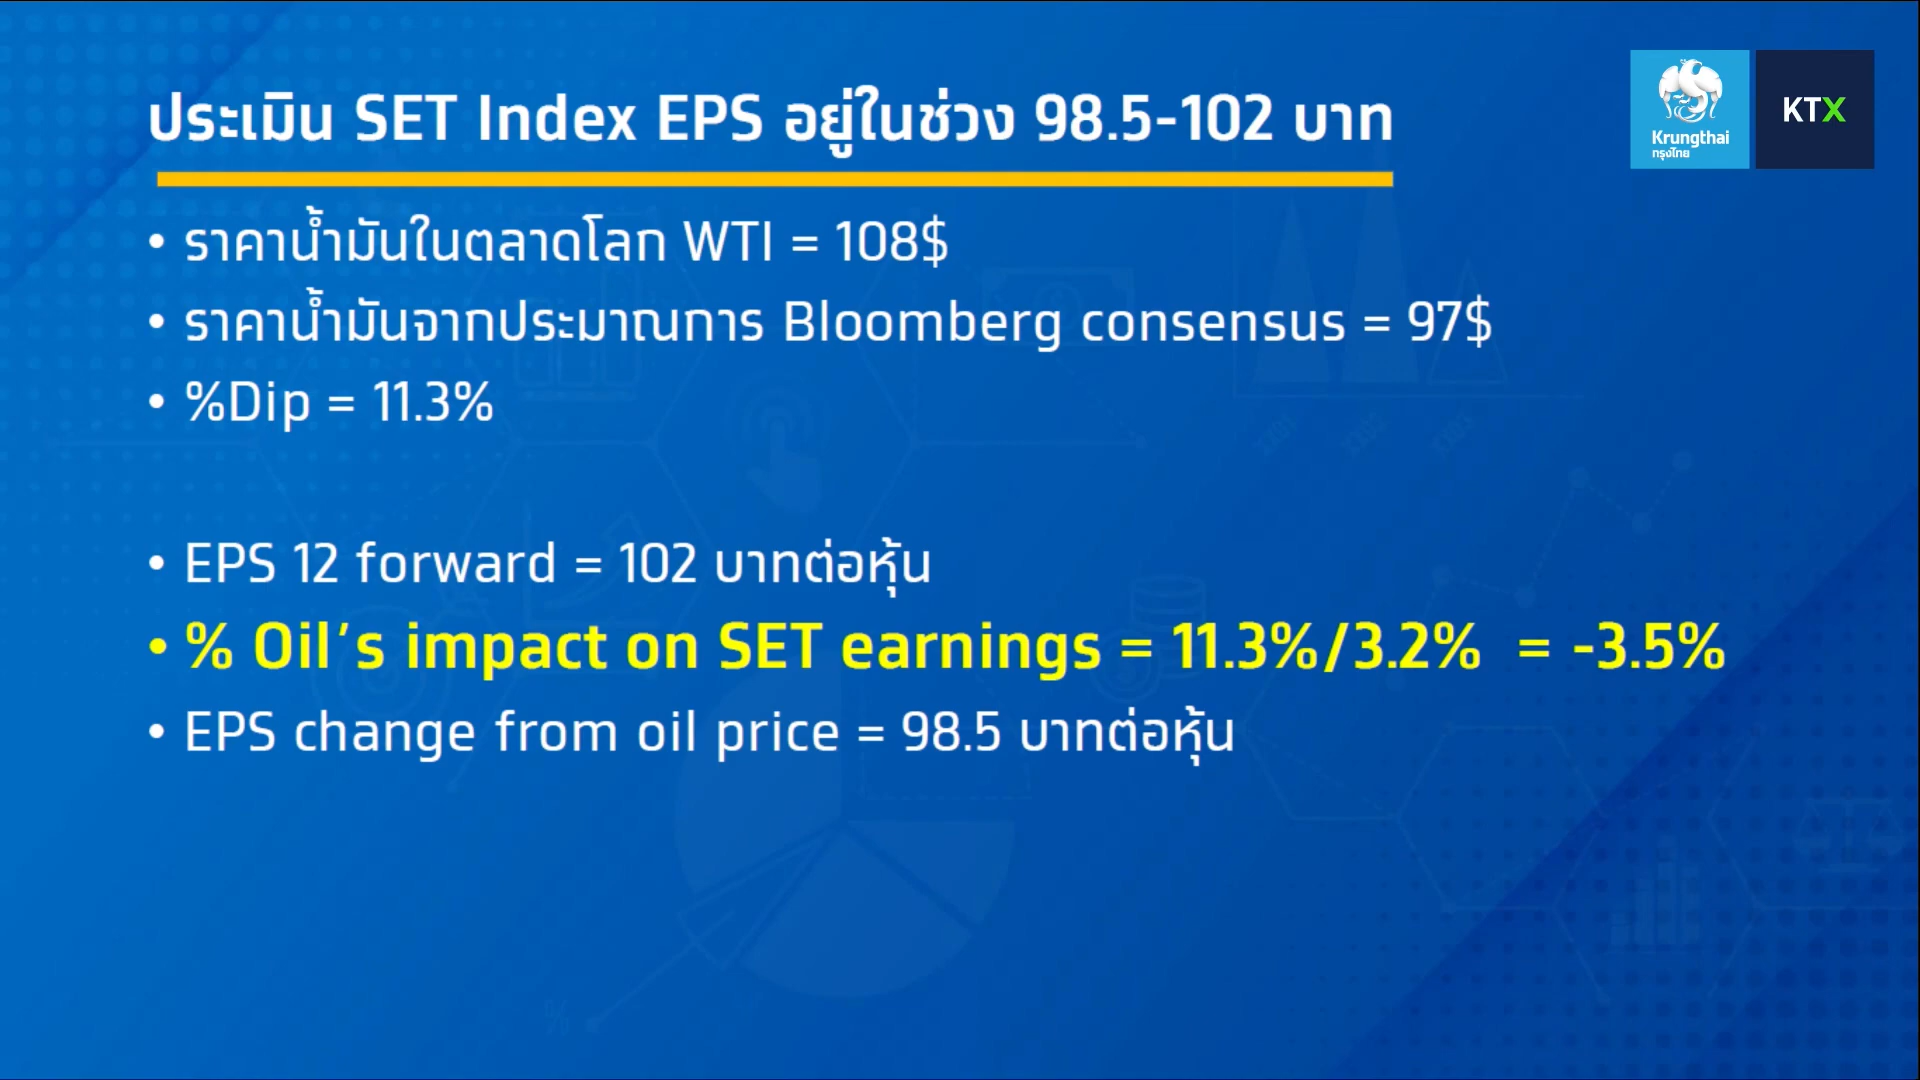 ประเมิน SET Index EPS อยู่ในช่วง 98.5-102 บาท
Krungthai
กรุงไทย
KTX
• ราคาน้ำมันในตลาดโลก WTI = 108$
• ราคาน้ำมันจากประมาณการ Bloomberg consensus = 97$
• %Dip = 11.3%
• EPS 12 forward = 102 บาทต่อหุ้น
• % Oil’s impact on SET earnings = 11.3%/3.2% = -3.5%
• EPS change from oil price = 98.5 บาทต่อหุ้น